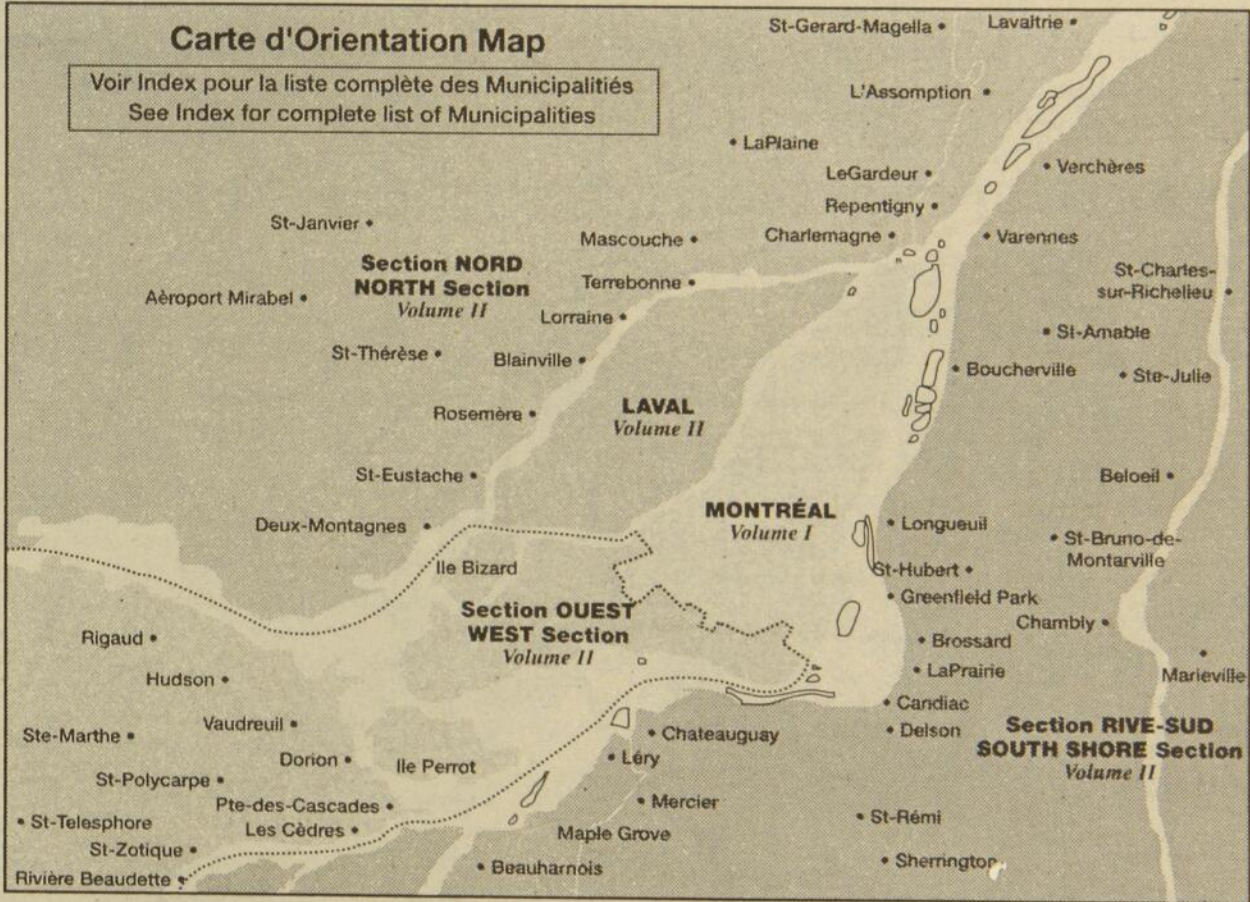 Carte d'Orientation Map
Voir Index pour la liste complète des Municipalitiés
See Index for complete list of Municipalities
St-Gerard-Magella
Lavaltrie
L'Assomption
LaPlaine
LeGardeur
Verchères
Repentigny
St-Janvier
Mascouche
Charlemagne
Varennes
Section NORD
NORTH Section
Volume II
Aèroport Mirabel
Terrebonne
St-Charles-
sur-Richelieu
Lorraine
St-Amable
St-Thérèse
Blainville
Boucherville
Ste-Julie
Rosemère
LAVAL
Volume II
St-Eustache
Beloeil
Deux-Montagnes
MONTRÉAL
Volume I
Longueuil
St-Bruno-de-
Montarville
Ile Bizard
St-Hubert
Section OUEST
WEST Section
Volume II
Greenfield Park
Chambly
Rigaud
Brossard
LaPrairie
Marieville
Hudson
Candiac
Vaudreuil
Ste-Marthe
Chateauguay
Delson
Section RIVE-SUD
SOUTH SHORE Section
Volume II
Dorion
Ile Perrot
Léry
St-Polycarpe
Pte-des-Cascades
Mercier
St-Telesphore
Les Cèdres
Maple Grove
St-Rémi
St-Zotique
Beauharnois
Sherrington
Rivière Beaudette